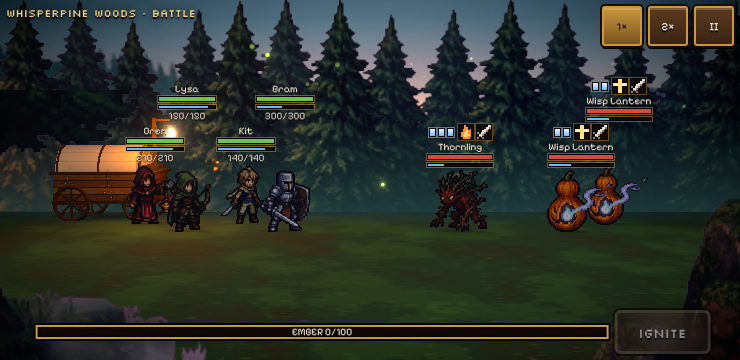 WHISPERPINE WOODS · BATTLE
1×
2×
II
Lysa
180/180
Gram
300/300
Oren
210/210
Kit
140/140
Thornling
Wisp Lantern
Wisp Lantern
EMBER 0/100
IGNITE